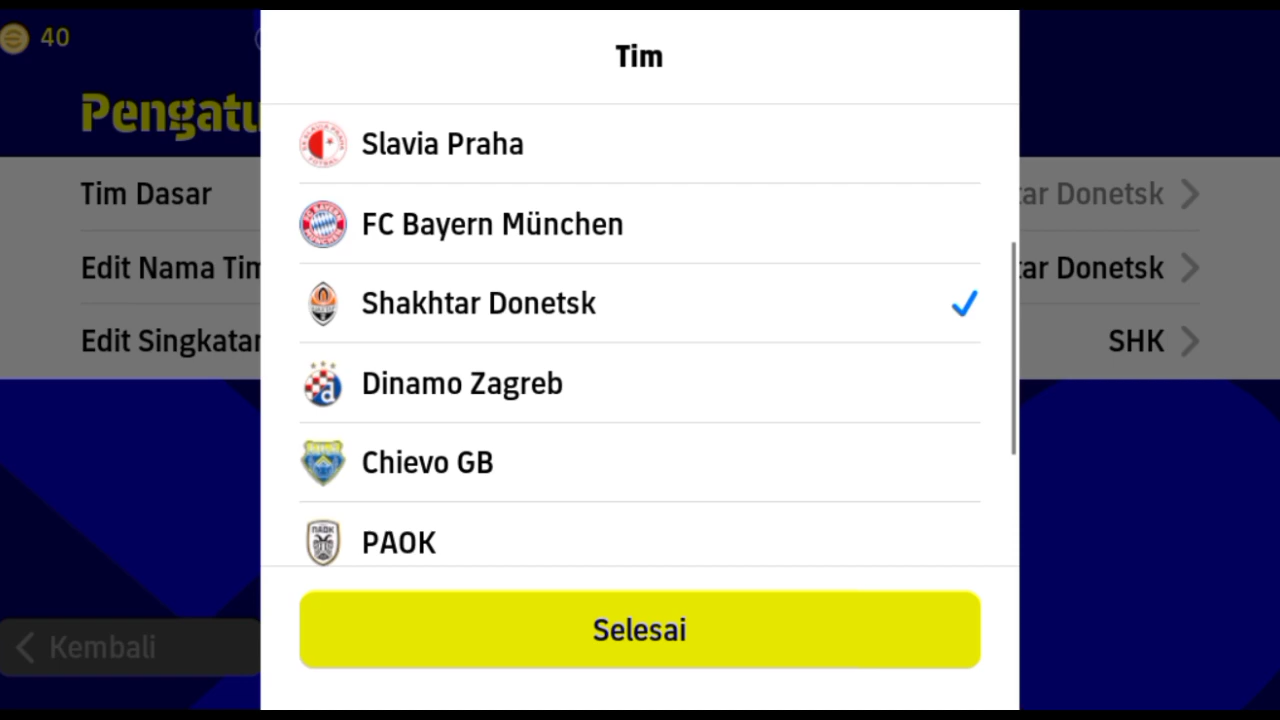 40
Pengatu
Tim
Slavia Praha
FC Bayern München
Shakhtar Donetsk
Dinamo Zagreb
Chievo GB
PAOK
Selesai
Tim Dasar
tar Donetsk
Edit Nama Tim
tar Donetsk
Edit Singkatan
SHK
Kembali